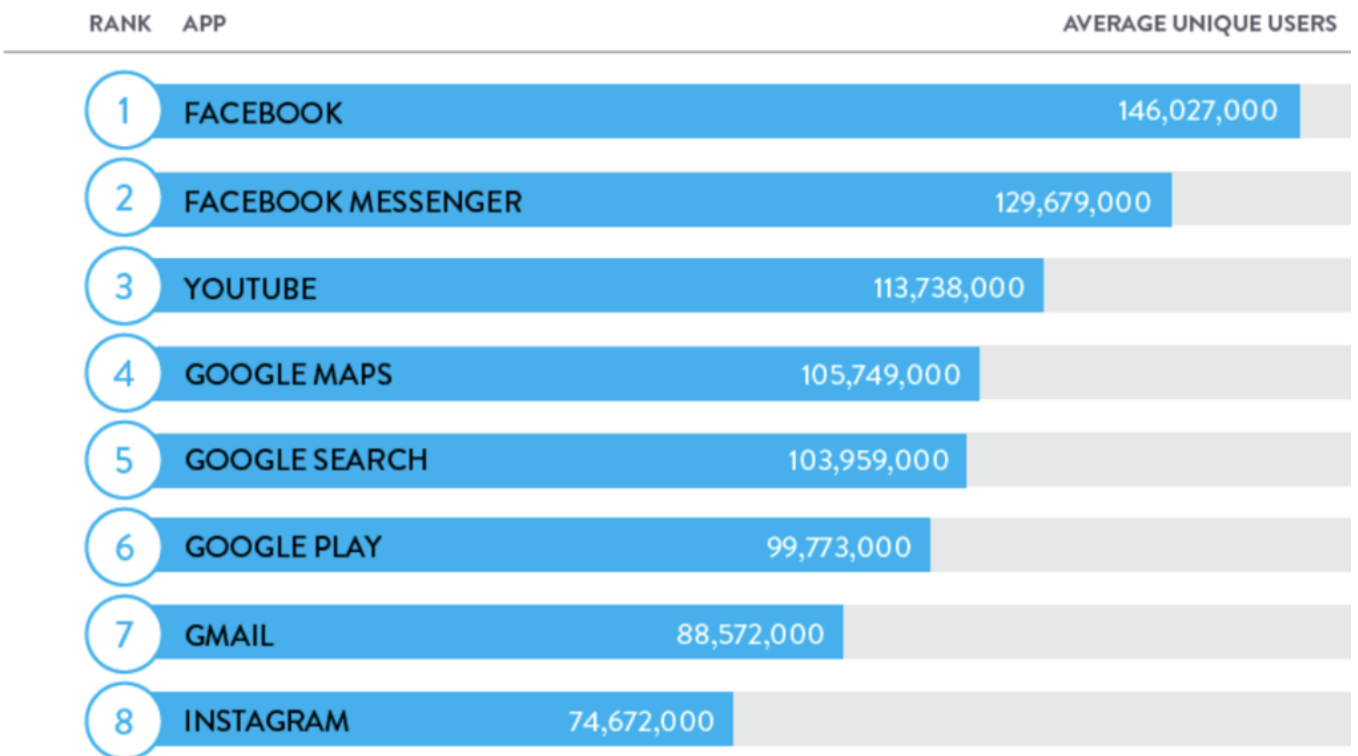 RANK APP AVERAGE UNIQUE USERS
1 FACEBOOK 146,027,000
2 FACEBOOK MESSENGER 129,679,000
3 YOUTUBE 113,738,000
4 GOOGLE MAPS 105,749,000
5 GOOGLE SEARCH 103,959,000
6 GOOGLE PLAY 99,773,000
7 GMAIL 88,572,000
8 INSTAGRAM 74,672,000